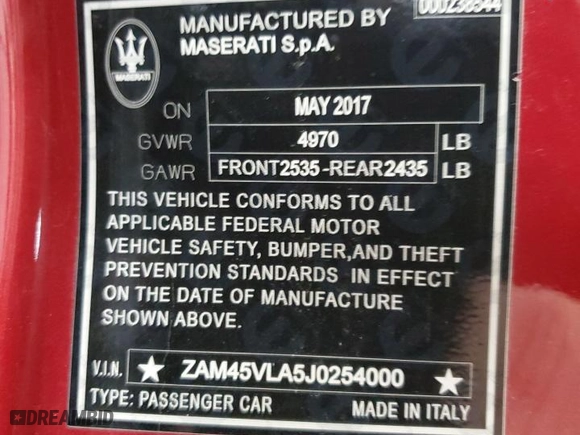 000238544
MANUFACTURED BY
MASERATI S.p.A.
MASERATI
ON MAY 2017
GVWR 4970 LB
GAWR FRONT2535-REAR2435 LB
THIS VEHICLE CONFORMS TO ALL
APPLICABLE FEDERAL MOTOR
VEHICLE SAFETY, BUMPER,AND THEFT
PREVENTION STANDARDS IN EFFECT
ON THE DATE OF MANUFACTURE
SHOWN ABOVE.
V.I.N. ★ ZAM45VLA5J0254000 ★
TYPE: PASSENGER CAR MADE IN ITALY
DREAMBID